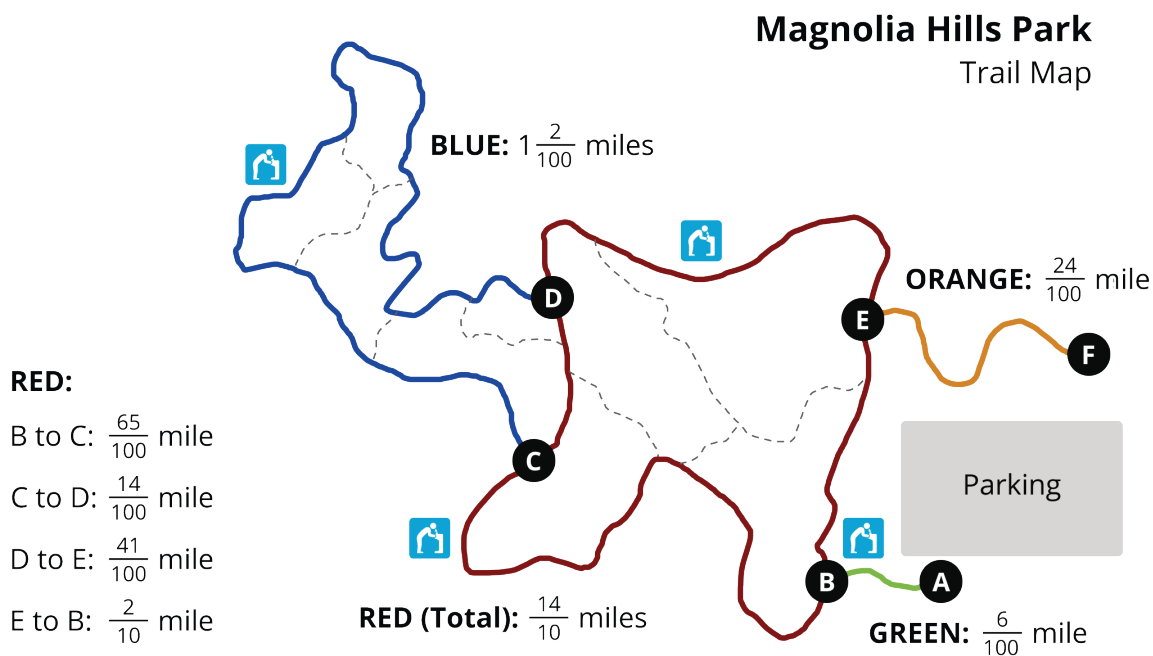 Magnolia Hills Park
Trail Map
BLUE: 1 2/100 miles
D
ORANGE: 24/100 mile
E
F
RED:
B to C: 65/100 mile
C
C to D: 14/100 mile
Parking
D to E: 41/100 mile
B
A
E to B: 2/10 mile
RED (Total): 14/10 miles
GREEN: 6/100 mile